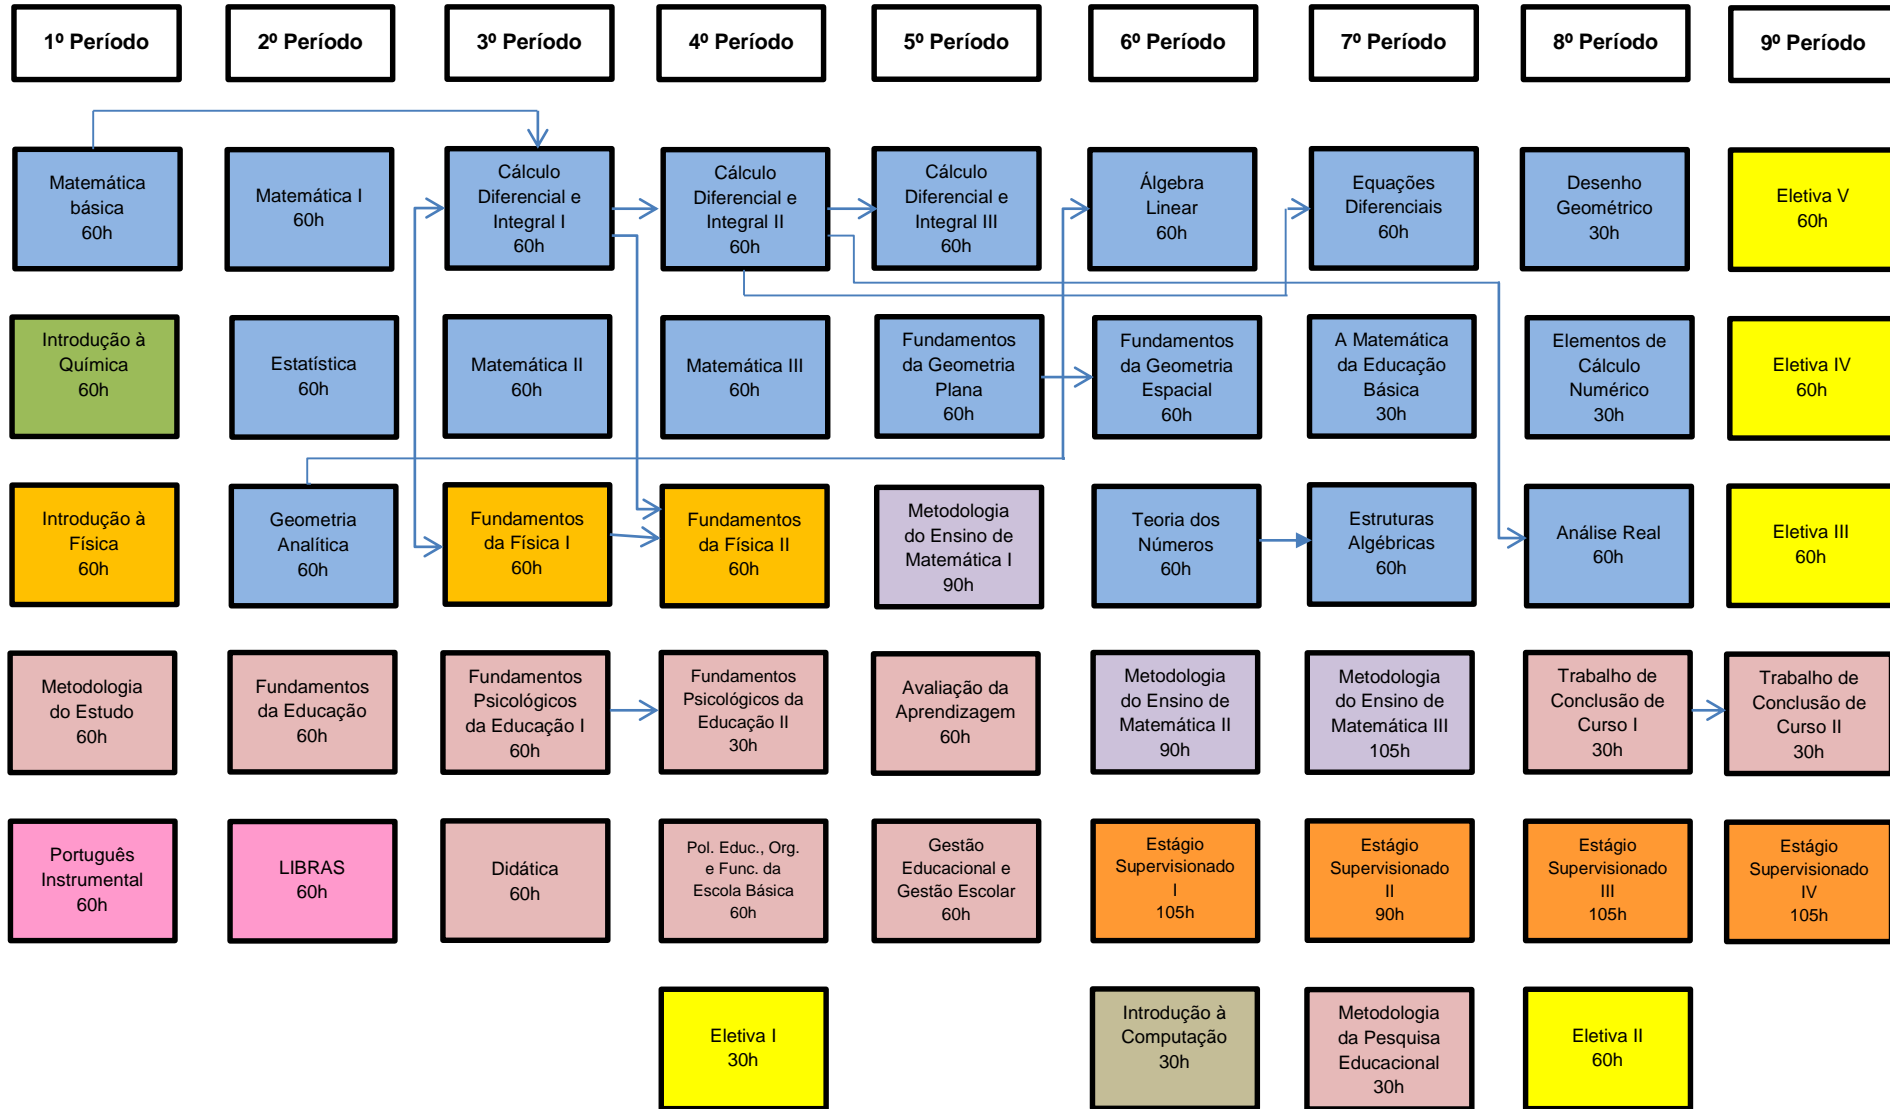 1º Período
2º Período
3º Período
4º Período
5º Período
6º Período
7º Período
8º Período
9º Período
Matemática
básica
60h
Matemática I
60h
Cálculo
Diferencial e
Integral I
60h
Cálculo
Diferencial e
Integral II
60h
Cálculo
Diferencial e
Integral III
60h
Álgebra
Linear
60h
Equações
Diferenciais
60h
Desenho
Geométrico
30h
Eletiva V
60h
Introdução à
Química
60h
Estatística
60h
Matemática II
60h
Matemática III
60h
Fundamentos
da Geometria
Plana
60h
Fundamentos
da Geometria
Espacial
60h
A Matemática
da Educação
Básica
30h
Elementos de
Cálculo
Numérico
30h
Eletiva IV
60h
Introdução à
Física
60h
Geometria
Analítica
60h
Fundamentos
da Física I
60h
Fundamentos
da Física II
60h
Metodologia
do Ensino de
Matemática I
90h
Teoria dos
Números
60h
Estruturas
Algébricas
60h
Análise Real
60h
Eletiva III
60h
Metodologia
do Estudo
60h
Fundamentos
da Educação
60h
Fundamentos
Psicológicos
da Educação I
60h
Fundamentos
Psicológicos da
Educação II
30h
Avaliação da
Aprendizagem
60h
Metodologia
do Ensino de
Matemática II
90h
Metodologia
do Ensino de
Matemática III
105h
Trabalho de
Conclusão de
Curso I
30h
Trabalho de
Conclusão de
Curso II
30h
Português
Instrumental
60h
LIBRAS
60h
Didática
60h
Pol. Educ., Org.
e Func. da
Escola Básica
60h
Gestão
Educacional e
Gestão Escolar
60h
Estágio
Supervisionado
I
105h
Estágio
Supervisionado
II
90h
Estágio
Supervisionado
III
105h
Estágio
Supervisionado
IV
105h
Eletiva I
30h
Introdução à
Computação
30h
Metodologia
da Pesquisa
Educacional
30h
Eletiva II
60h